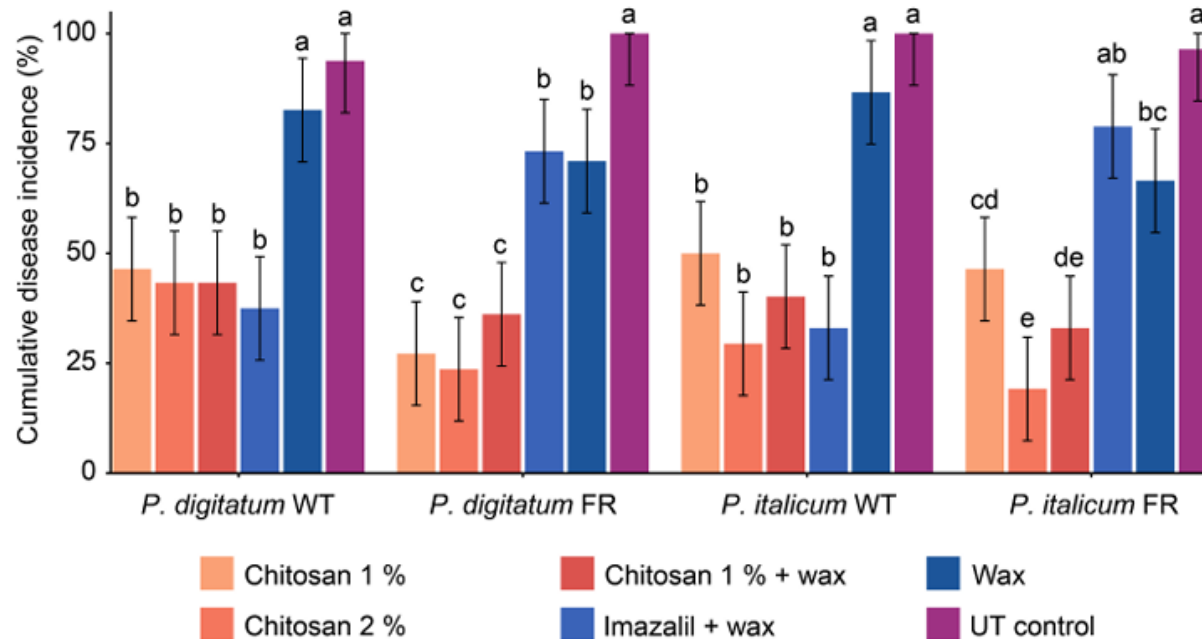 Cumulative disease incidence (%)
100
75
50
25
0
b b b b a a
c c c b b a
b b b b a a
cd e de ab bc a
P. digitatum WT P. digitatum FR P. italicum WT P. italicum FR
Chitosan 1 % Chitosan 1 % + wax Wax
Chitosan 2 % Imazalil + wax UT control